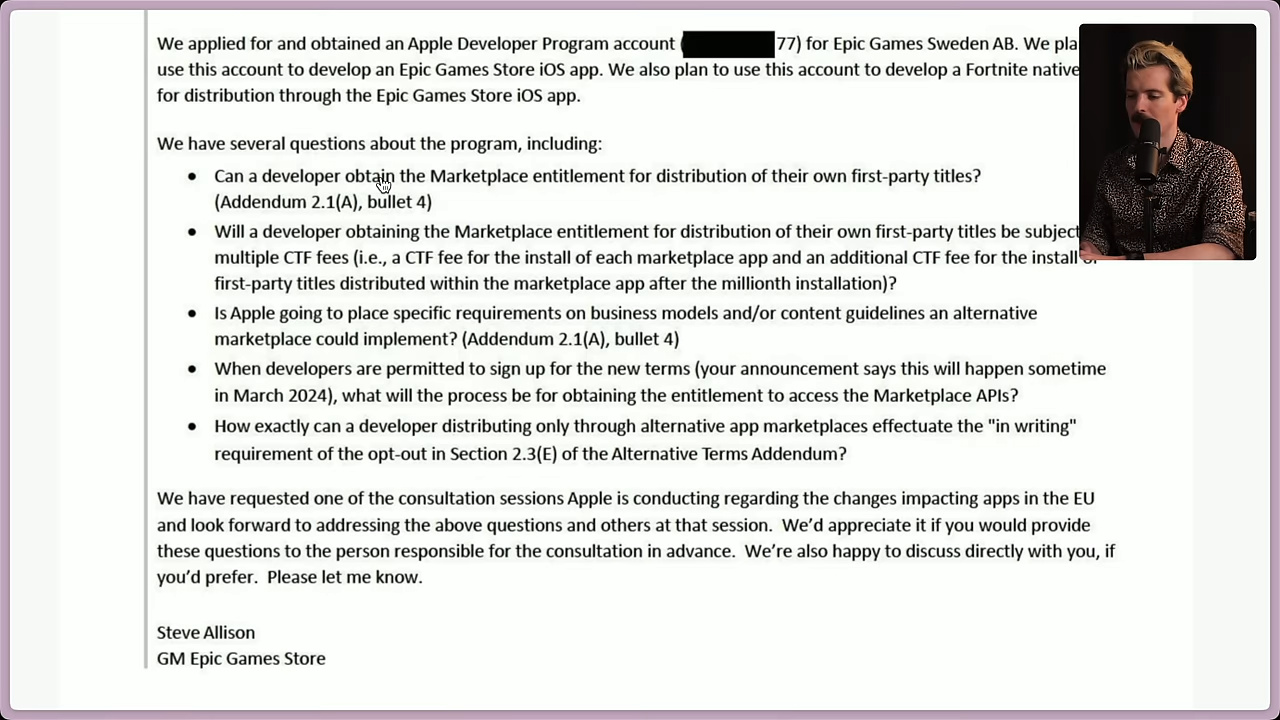 We applied for and obtained an Apple Developer Program account ( 77) for Epic Games Sweden AB. We
use this account to develop an Epic Games Store iOS app. We also plan to use this account to develop a Fortnite native
for distribution through the Epic Games Store iOS app.
We have several questions about the program, including:
• Can a developer obtain the Marketplace entitlement for distribution of their own first-party titles?
(Addendum 2.1(A), bullet 4)
• Will a developer obtaining the Marketplace entitlement for distribution of their own first-party titles be subject
multiple CTF fees (i.e., a CTF fee for the install of each marketplace app and an additional CTF fee for the install
first-party titles distributed within the marketplace app after the millionth installation)?
• Is Apple going to place specific requirements on business models and/or content guidelines an alternative
marketplace could implement? (Addendum 2.1(A), bullet 4)
• When developers are permitted to sign up for the new terms (your announcement says this will happen sometime
in March 2024), what will the process be for obtaining the entitlement to access the Marketplace APIs?
• How exactly can a developer distributing only through alternative app marketplaces effectuate the "in writing"
requirement of the opt-out in Section 2.3(E) of the Alternative Terms Addendum?
We have requested one of the consultation sessions Apple is conducting regarding the changes impacting apps in the EU
and look forward to addressing the above questions and others at that session. We'd appreciate it if you would provide
these questions to the person responsible for the consultation in advance. We're also happy to discuss directly with you, if
you'd prefer. Please let me know.
Steve Allison
GM Epic Games Store